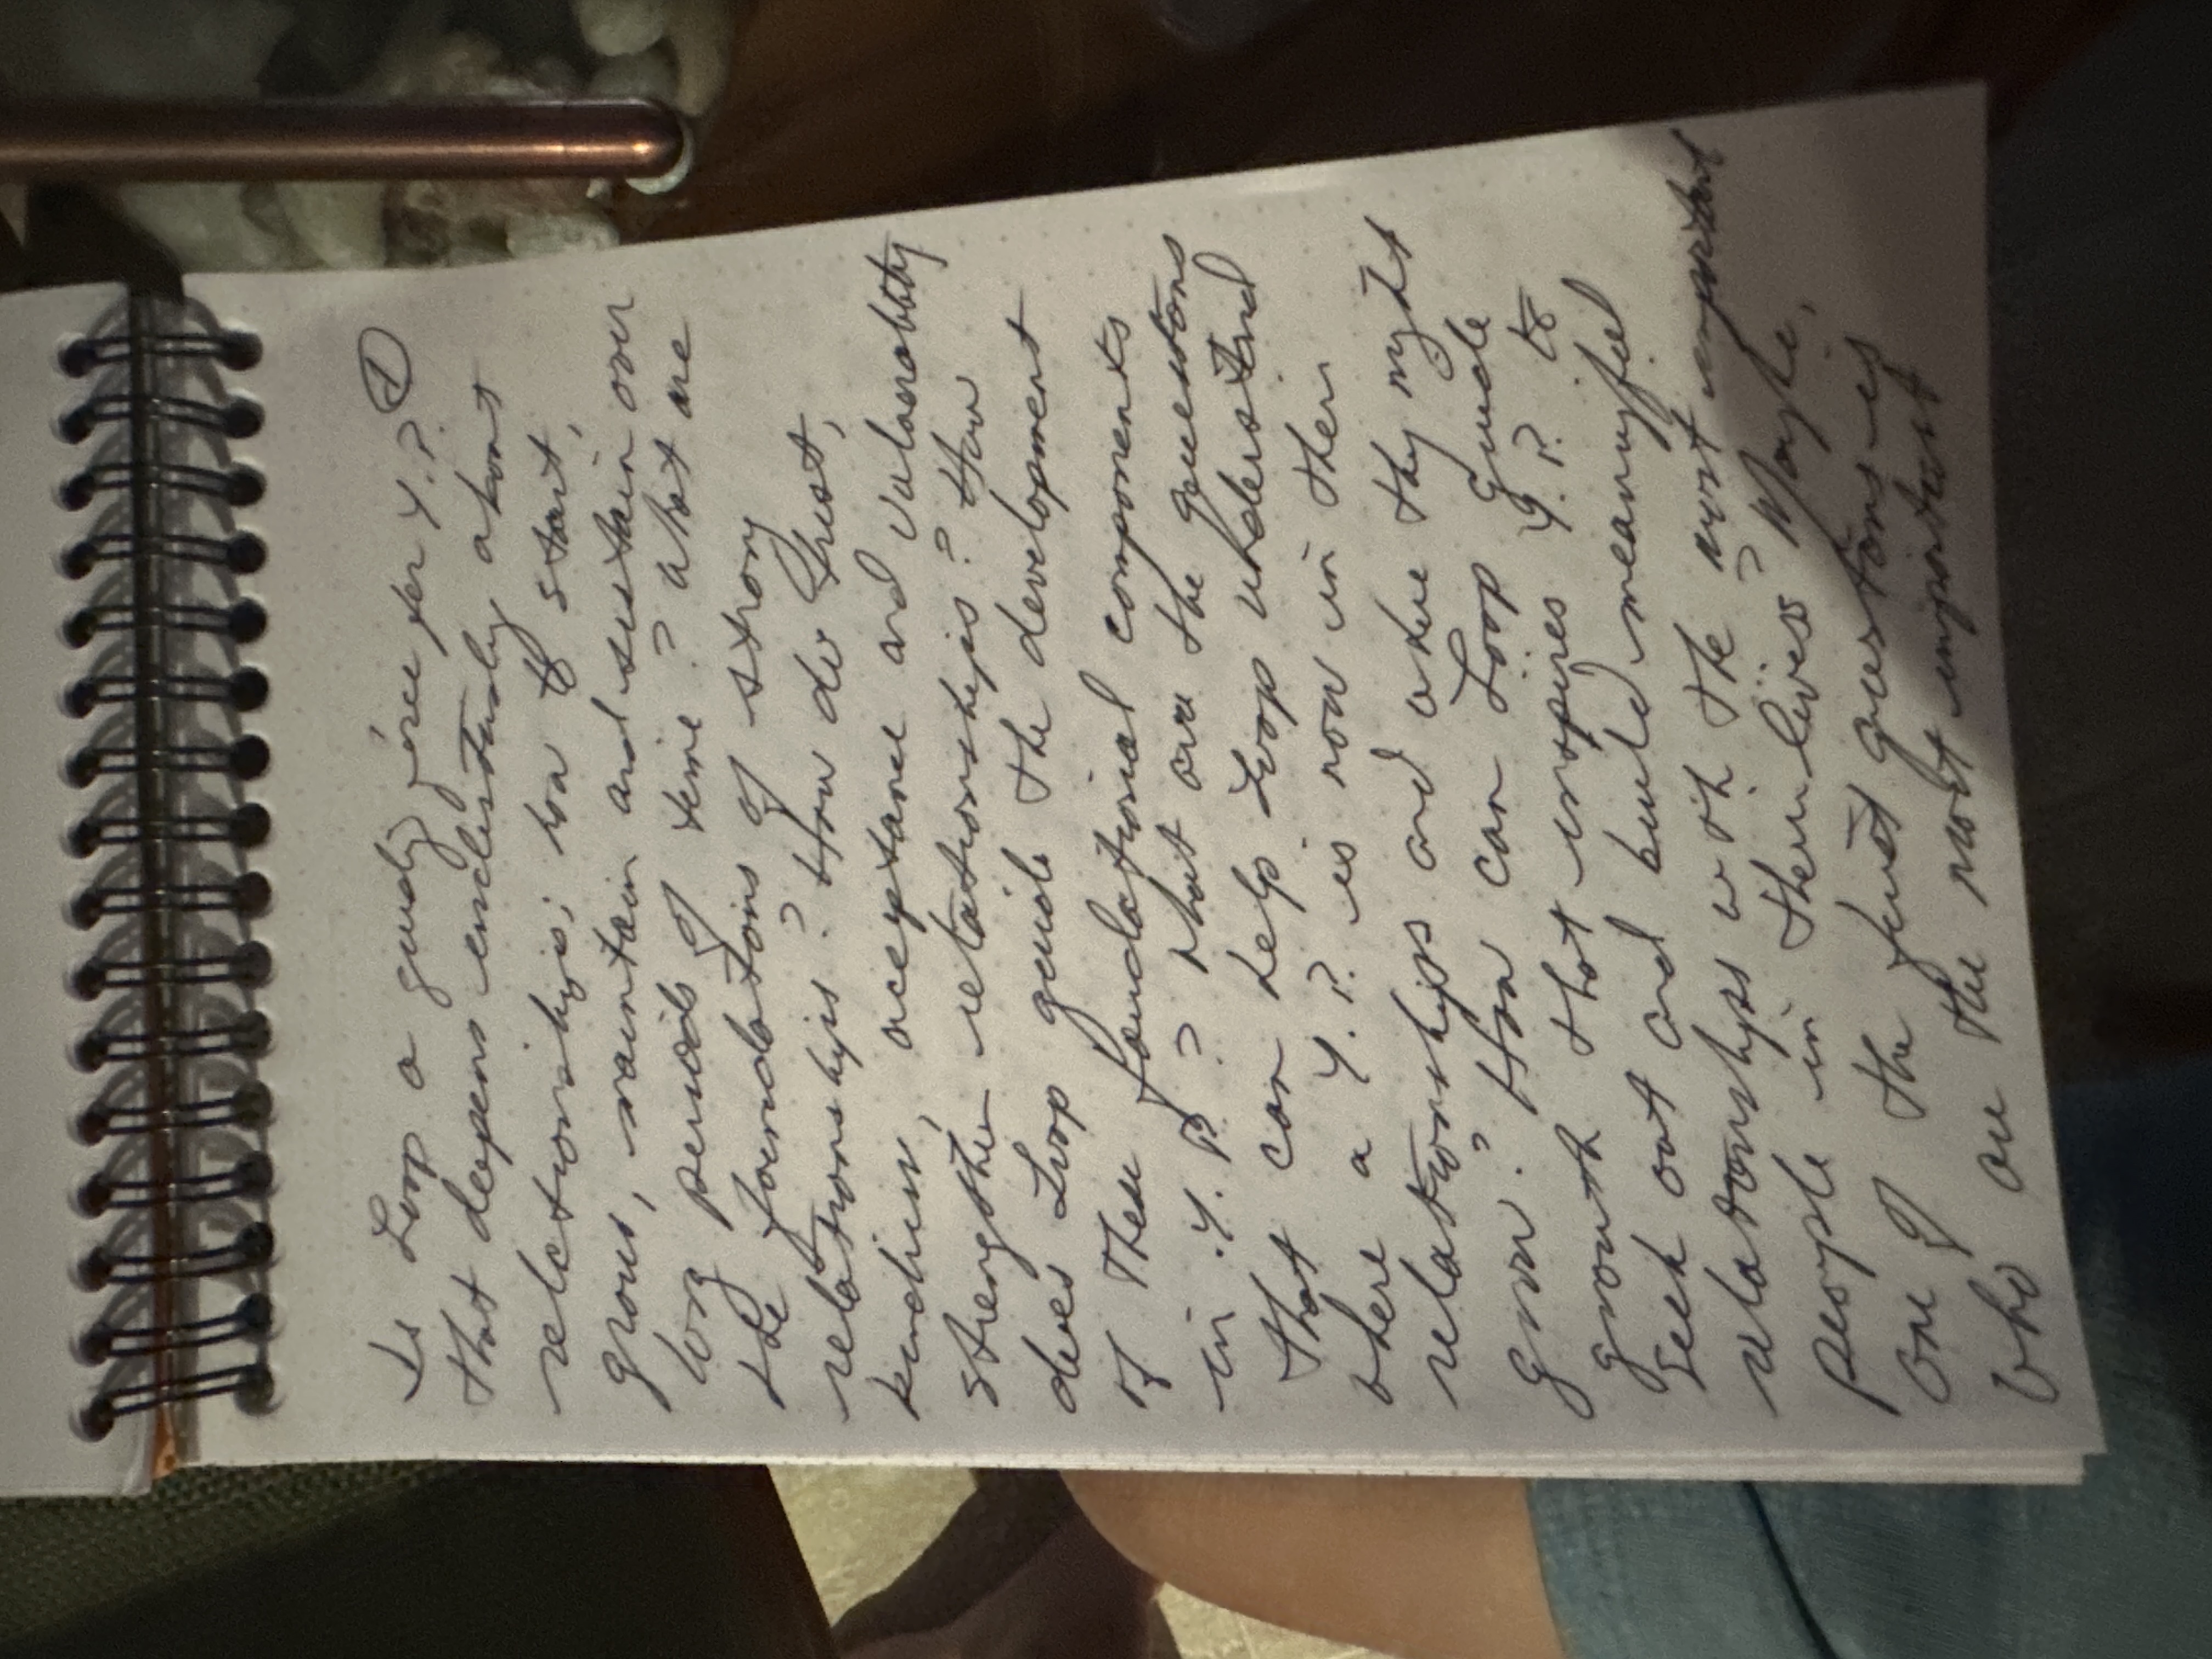 Is Loop a guiding force for Y.P. ①
that deepens understanding about
relationships; how to start,
grow, maintain and sustain over
long periods of time? What are
the foundations of strong
relationships? How do trust,
kindness, acceptance and vulnerability
strengthen relationships? How
does Loop guide the development
of these foundational components
in Y.P.? What are the questions
that can help Loop understand
where a Y.P. is now in their
relationships and where they might
grow? How can Loop guide
growth that inspires Y.P. to
seek out and build meaningful
relationships with the most important
people in their lives? Maybe,
one of the first questions is
who are the most important